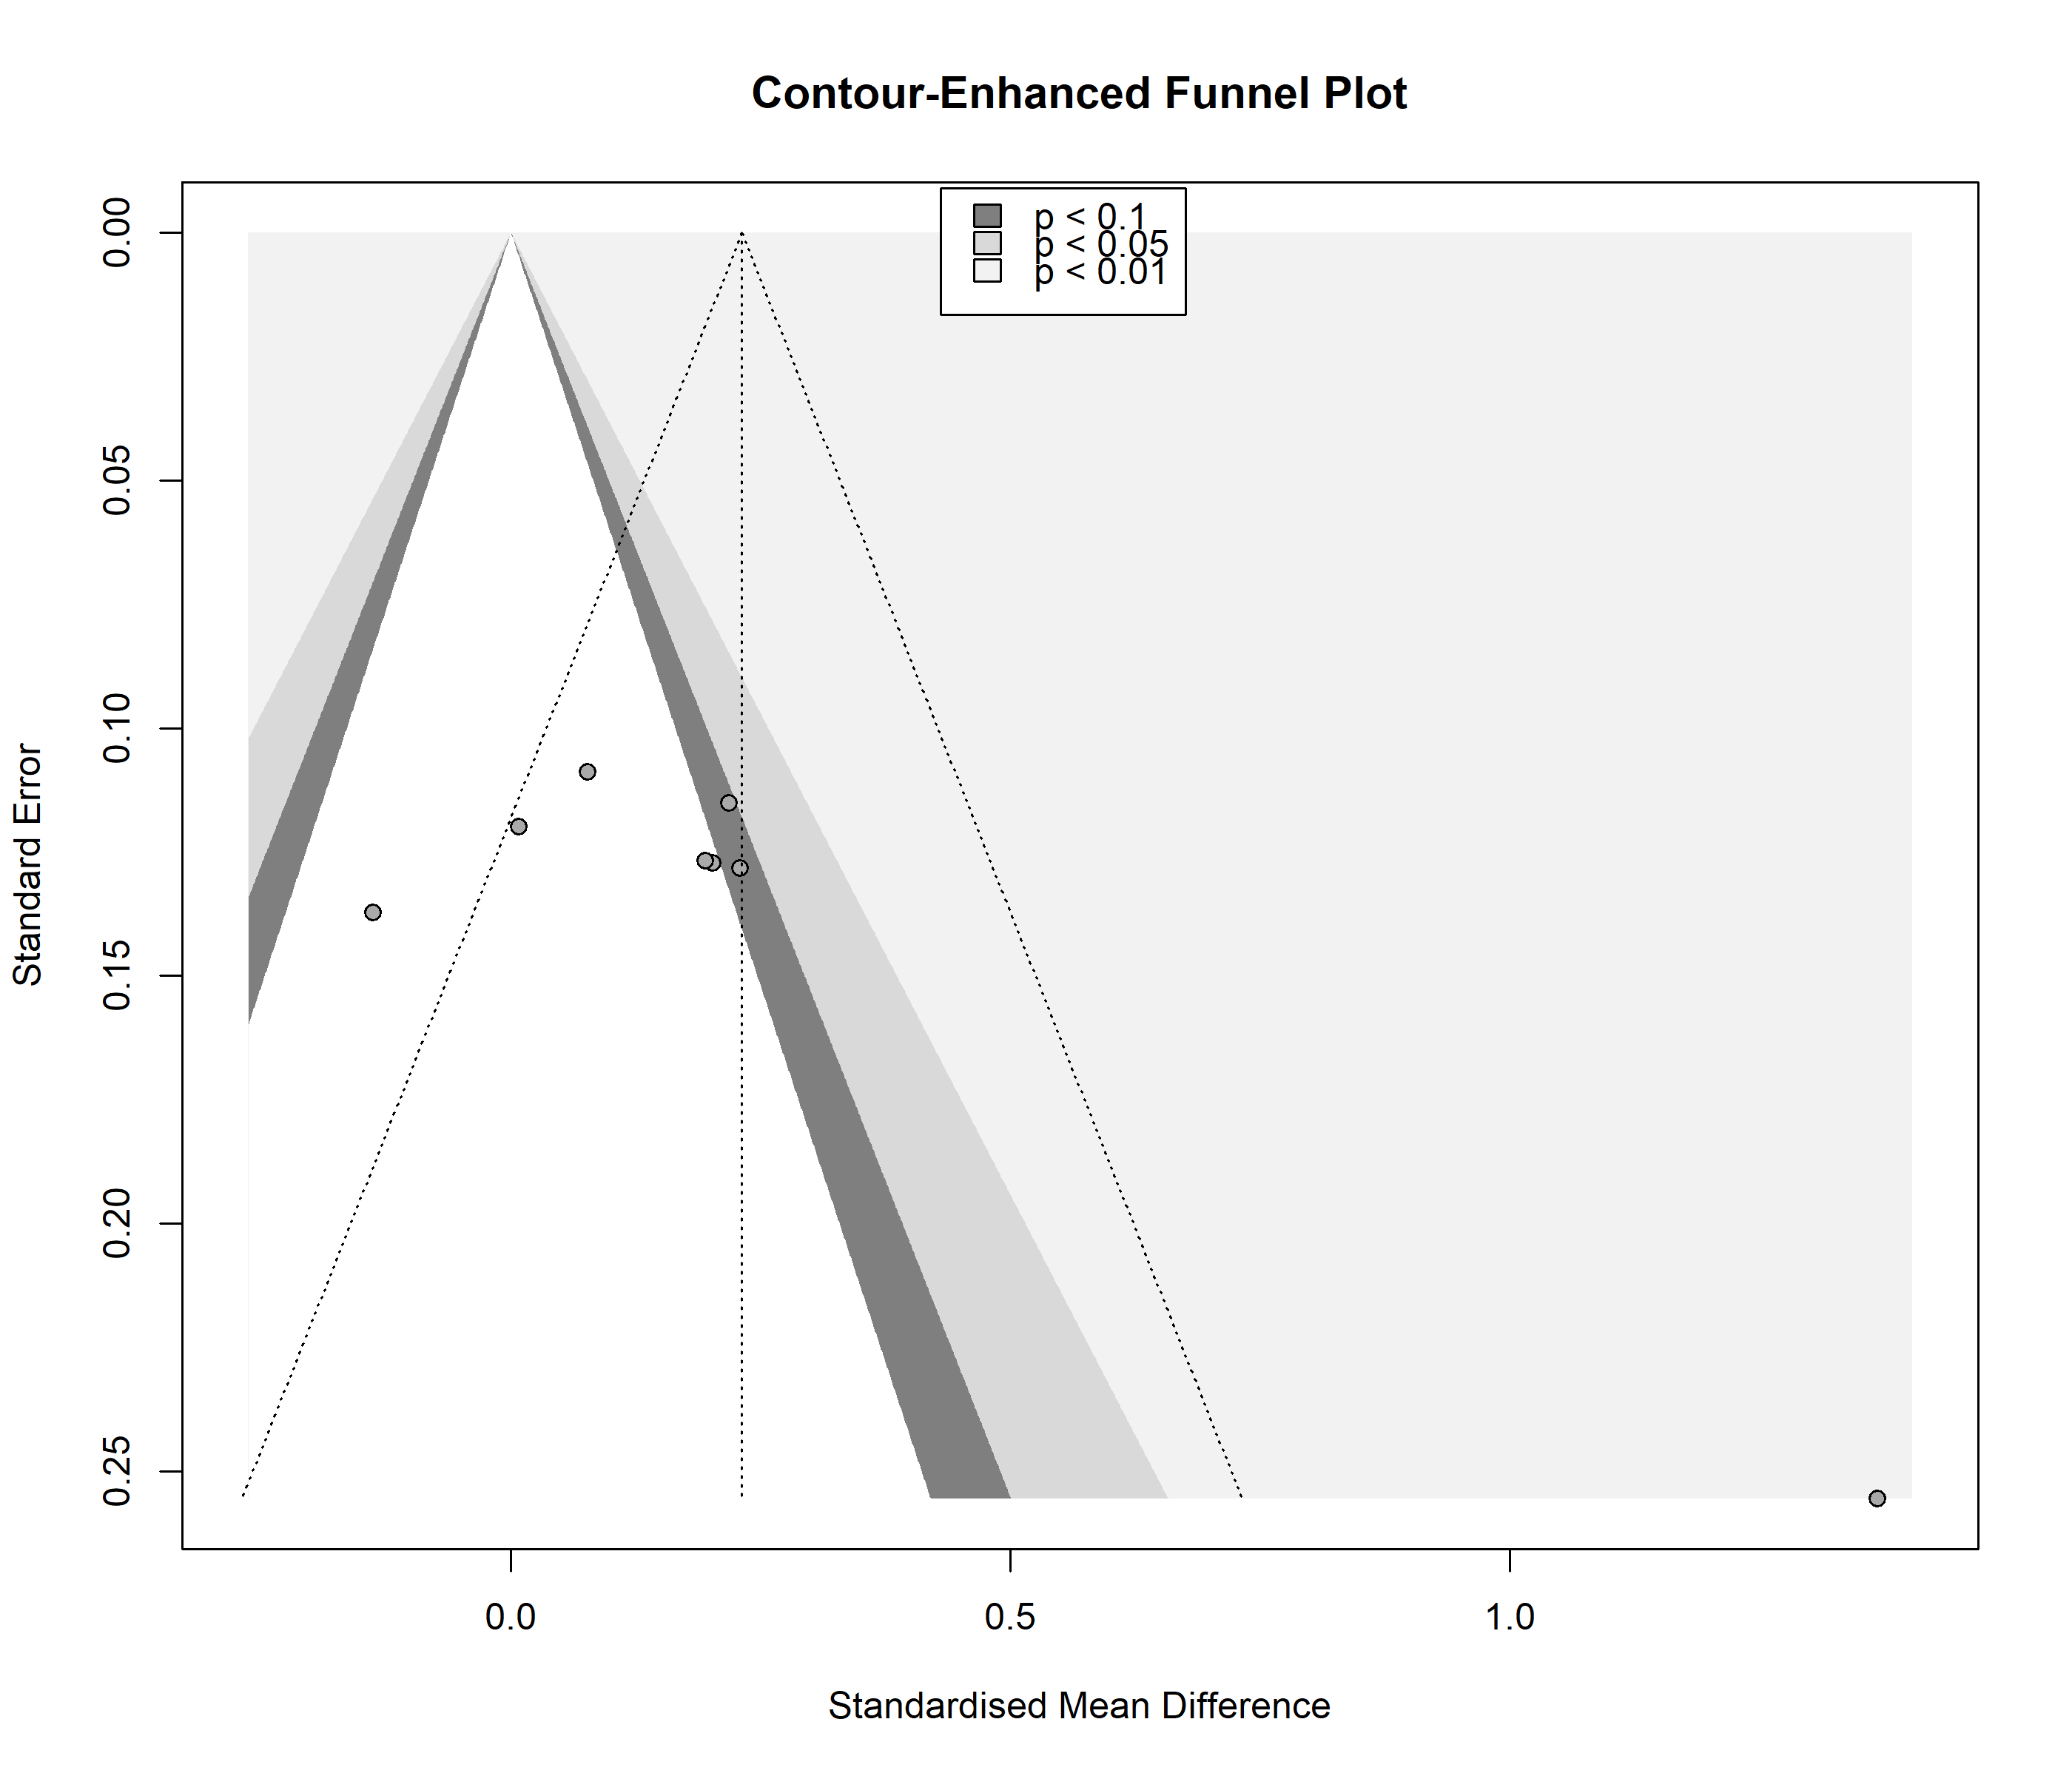 Contour-Enhanced Funnel Plot
p < 0.1
p < 0.05
p < 0.01
0.00
0.05
0.10
0.15
0.20
0.25
Standard Error
0.0 0.5 1.0
Standardised Mean Difference